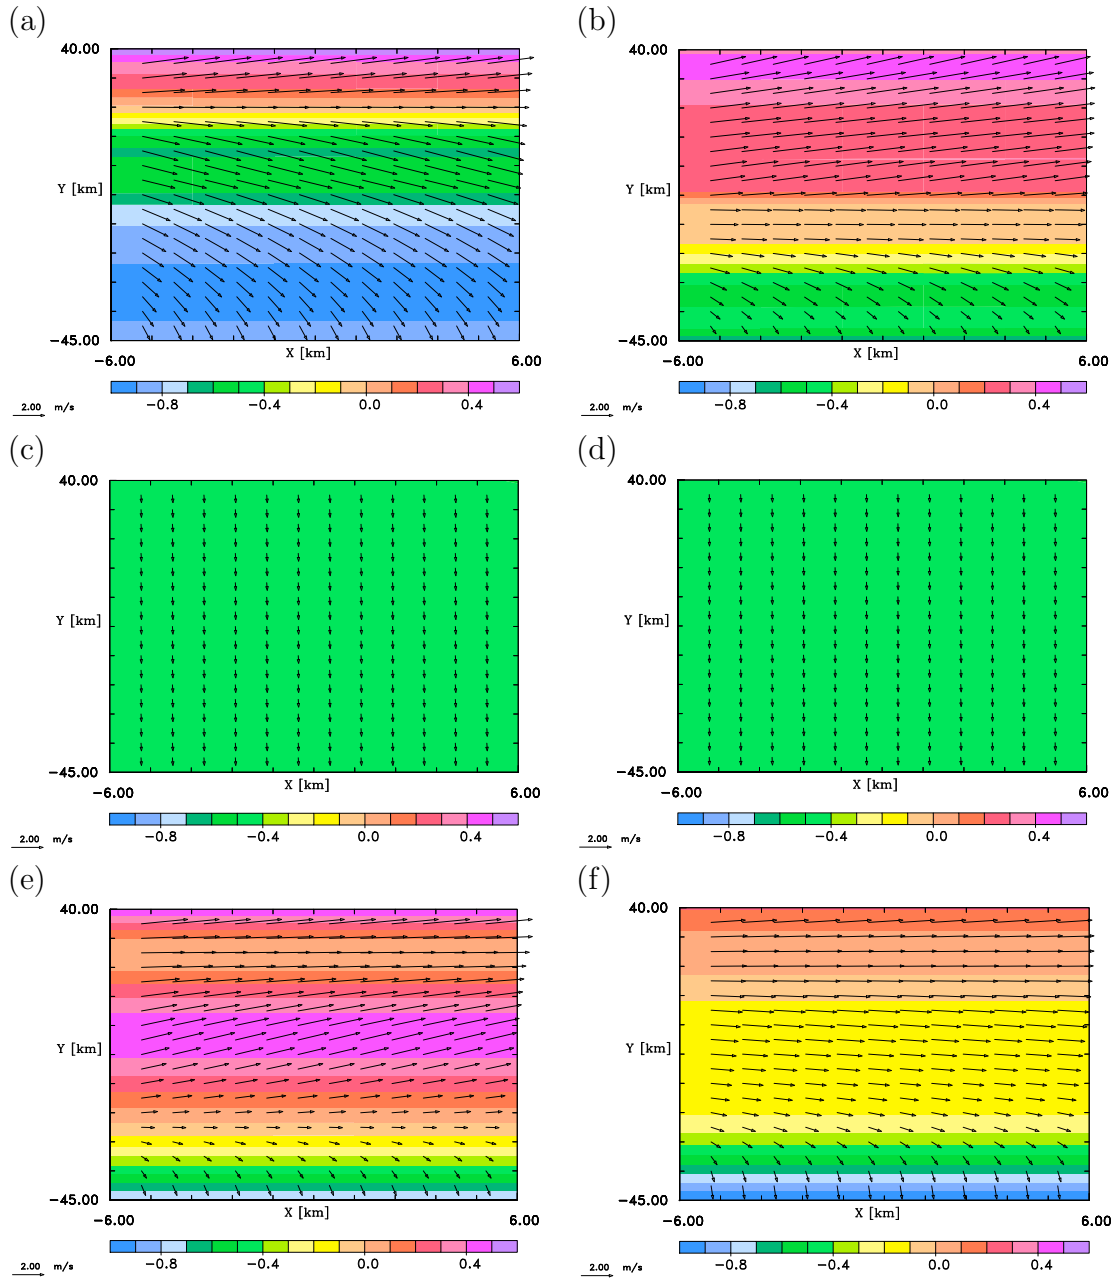 (a) (b)
40.00 40.00
Y [km] Y [km]
-45.00 -45.00
X [km] X [km]
-6.00 6.00 -6.00 6.00
-0.8 -0.4 0.0 0.4 -0.8 -0.4 0.0 0.4
2.00 m/s 2.00 m/s
(c) (d)
40.00 40.00
Y [km] Y [km]
-45.00 -45.00
X [km] X [km]
-6.00 6.00 -6.00 6.00
-0.8 -0.4 0.0 0.4 -0.8 -0.4 0.0 0.4
2.00 m/s 2.00 m/s
(e) (f)
40.00 40.00
Y [km] Y [km]
-45.00 -45.00
X [km] X [km]
-6.00 6.00 -6.00 6.00
-0.8 -0.4 0.0 0.4 -0.8 -0.4 0.0 0.4
2.00 m/s 2.00 m/s